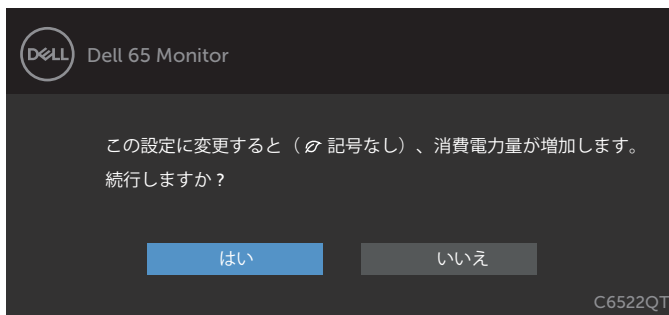 DELL
Dell 65 Monitor
この設定に変更すると（ 記号なし）、消費電力量が増加します。
続行しますか？
はい
いいえ
C6522QT